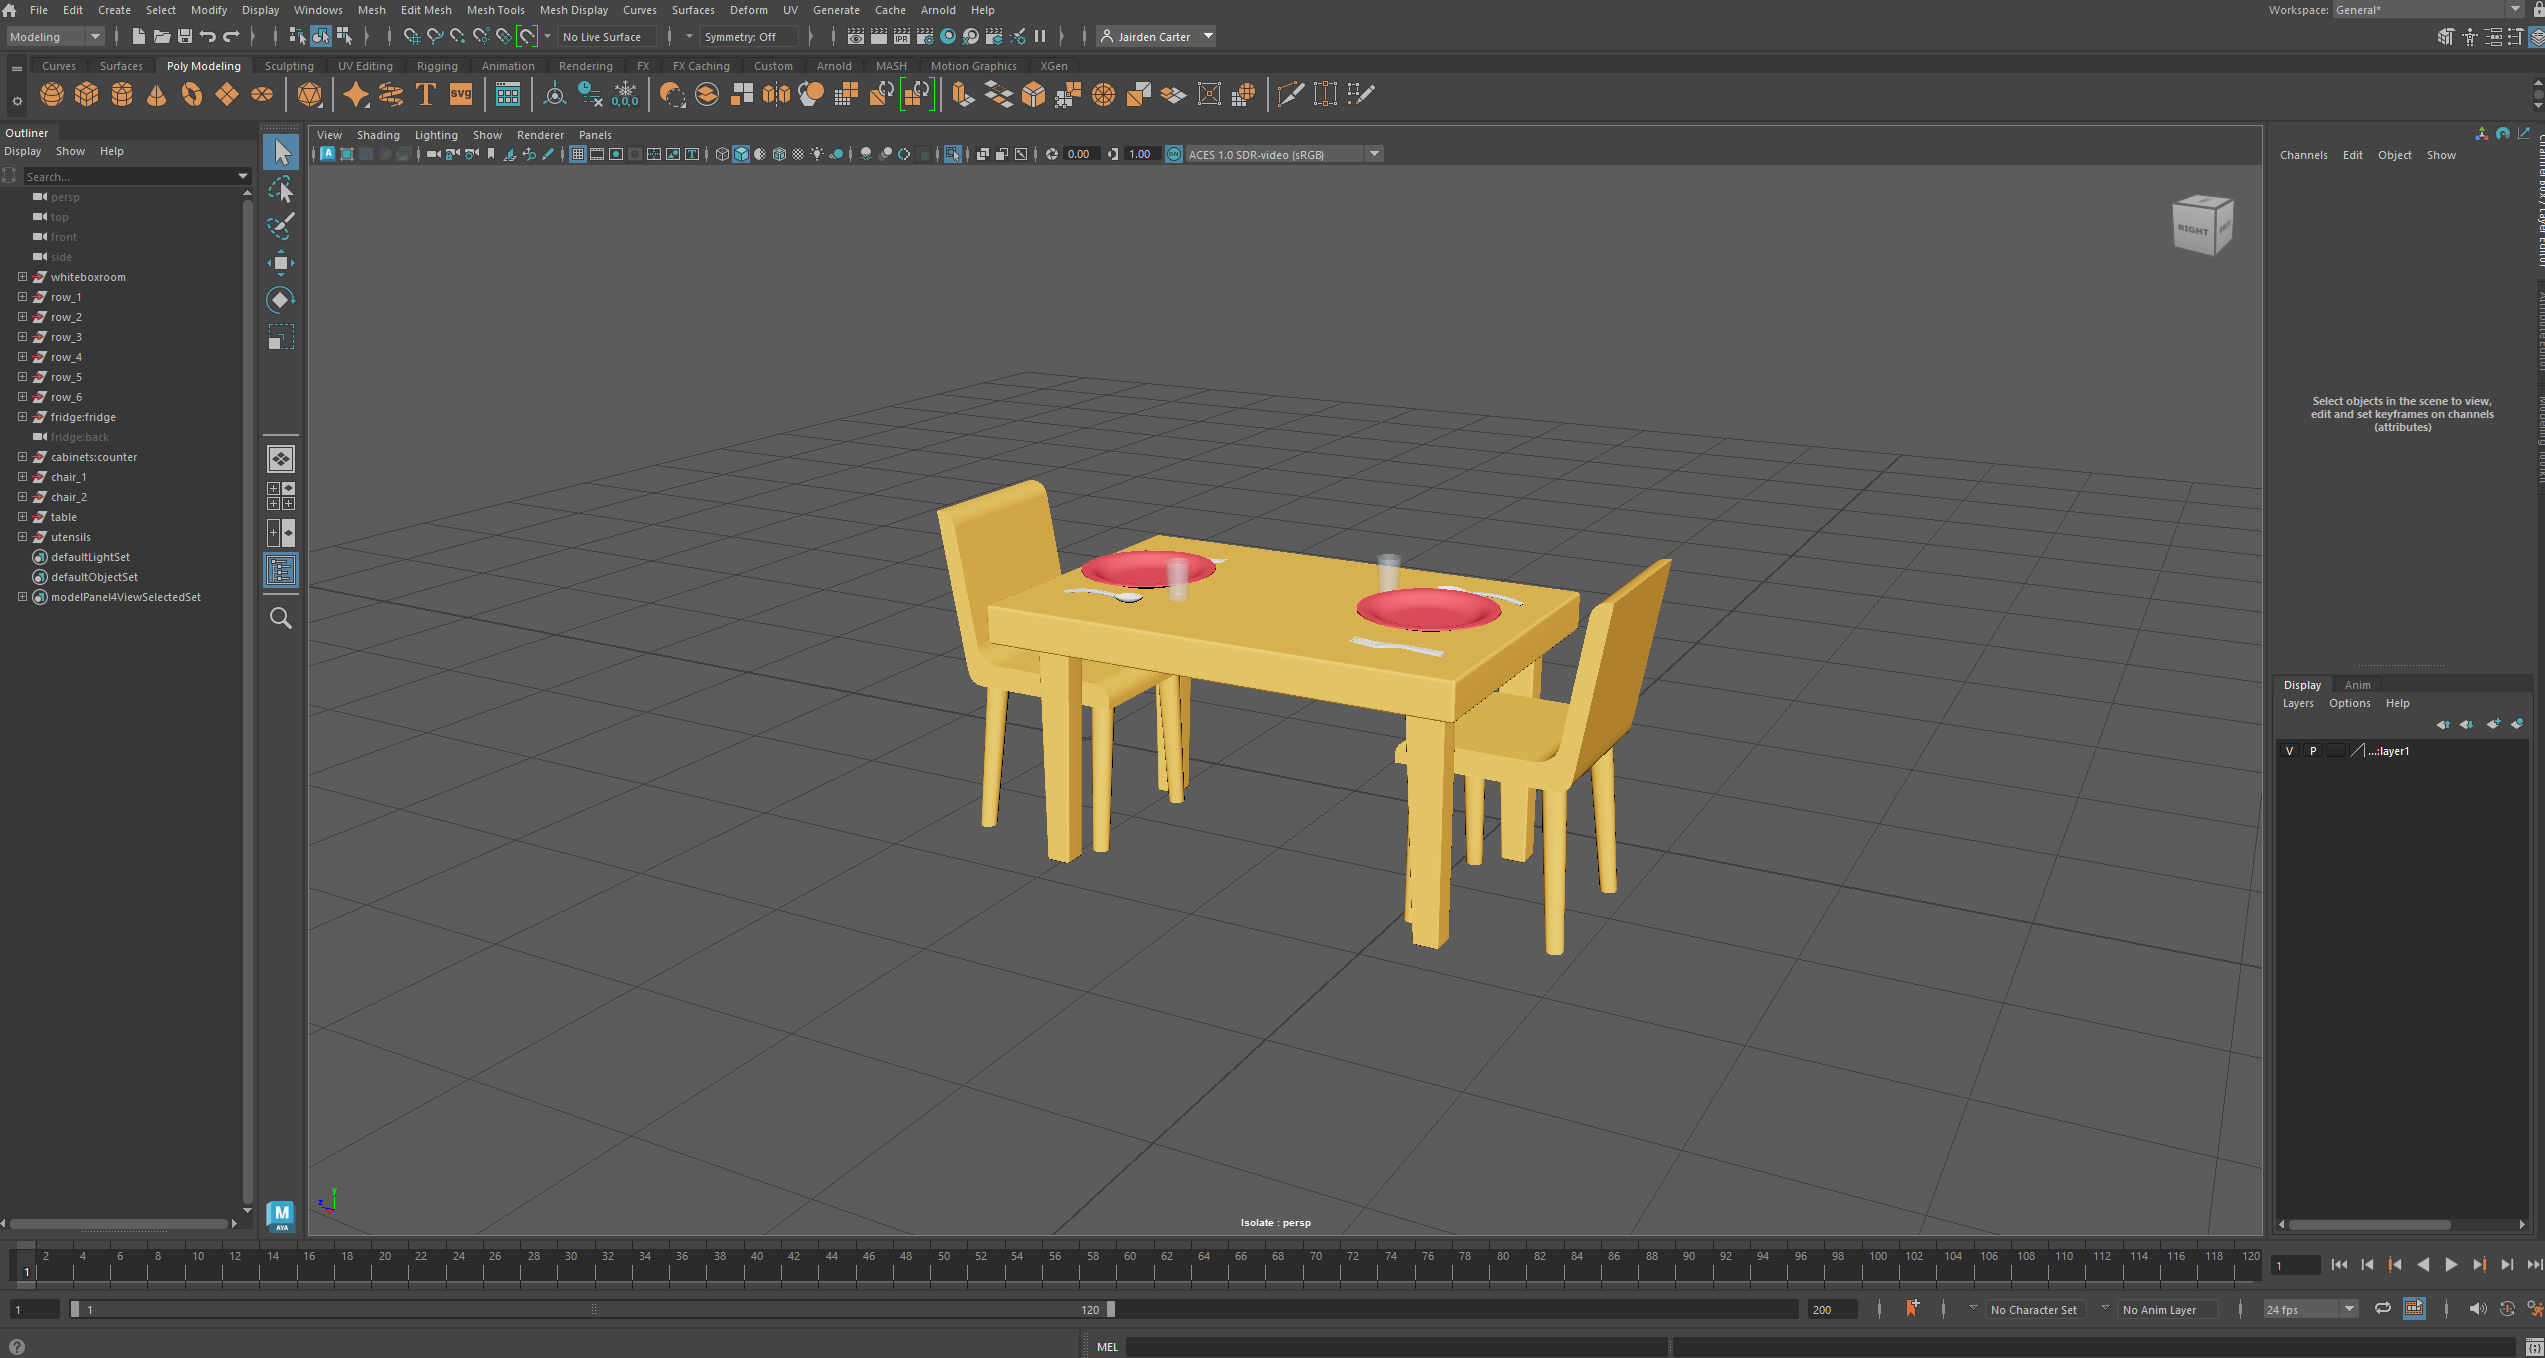 File Edit Create Select Modify Display Windows Mesh Edit Mesh Mesh Tools Mesh Display Curves Surfaces Deform UV Generate Cache Arnold Help Workspace: General*
Modeling No Live Surface Symmetry: Off Jairden Carter
Curves Surfaces Poly Modeling Sculpting UV Editing Rigging Animation Rendering FX FX Caching Custom Arnold MASH Motion Graphics XGen
T svg 0,0,0
Outliner
Display Show Help
Search...
persp
top
front
side
whiteboxroom
row_1
row_2
row_3
row_4
row_5
row_6
fridge:fridge
fridge:back
cabinets:counter
chair_1
chair_2
table
utensils
defaultLightSet
defaultObjectSet
modelPanel4ViewSelectedSet
M
AYA
View Shading Lighting Show Renderer Panels
0.00 1.00 ACES 1.0 SDR-video (sRGB)
RIGHT
y
z
Isolate : persp
Channels Edit Object Show
Select objects in the scene to view,
edit and set keyframes on channels
(attributes)
Display Anim
Layers Options Help
V P ...:layer1
2 4 6 8 10 12 14 16 18 20 22 24 26 28 30 32 34 36 38 40 42 44 46 48 50 52 54 56 58 60 62 64 66 68 70 72 74 76 78 80 82 84 86 88 90 92 94 96 98 100 102 104 106 108 110 112 114 116 118 120
1 1
1 1 120 200 No Character Set No Anim Layer 24 fps
MEL